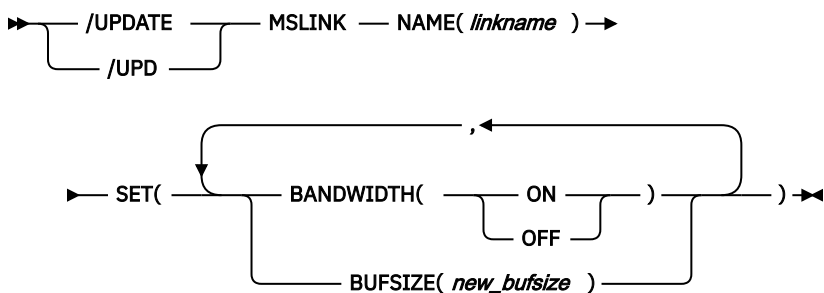 /UPDATE MSLINK NAME( linkname )
/UPD
,
SET( BANDWIDTH( ON ) )
OFF
BUFSIZE( new_bufsize )